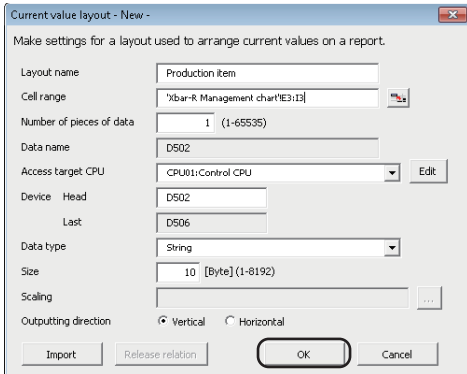 Current value layout - New -
Make settings for a layout used to arrange current values on a report.
Layout name Production item
Cell range 'Xbar-R Management chart'!E3:I3
Number of pieces of data 1 (1-65535)
Data name D502
Access target CPU CPU01:Control CPU Edit
Device Head D502
Last D506
Data type String
Size 10 [Byte] (1-8192)
Scaling ...
Outputting direction Vertical Horizontal
Import Release relation OK Cancel